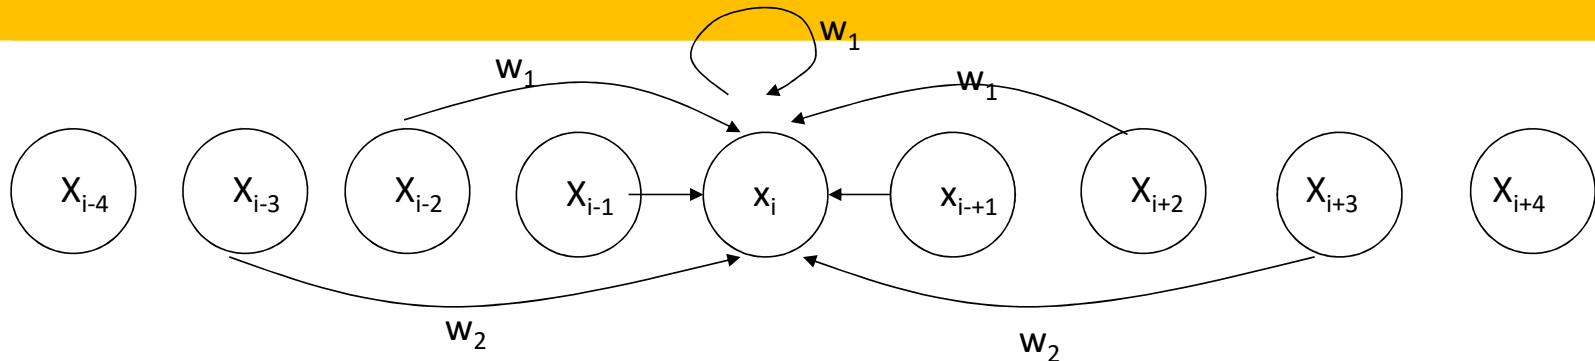 w₁
w₁ w₁
Xᵢ₋₄ Xᵢ₋₃ Xᵢ₋₂ Xᵢ₋₁ xᵢ xᵢ₋₊₁ Xᵢ₊₂ Xᵢ₊₃ Xᵢ₊₄
w₂ w₂